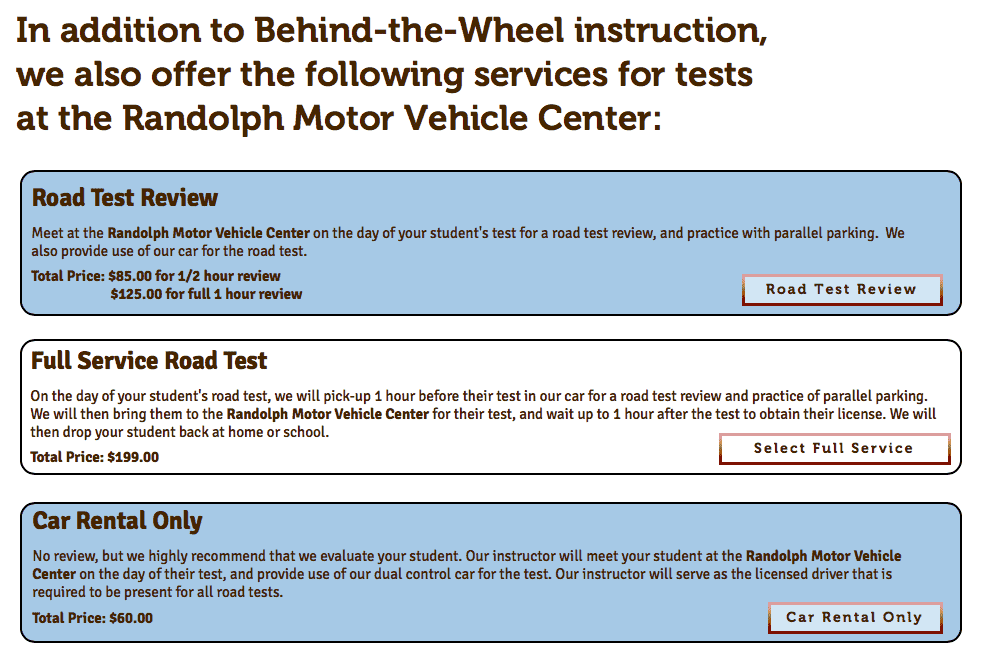 In addition to Behind-the-Wheel instruction,
we also offer the following services for tests
at the Randolph Motor Vehicle Center:
Road Test Review
Meet at the Randolph Motor Vehicle Center on the day of your student's test for a road test review, and practice with parallel parking.  We
also provide use of our car for the road test.
Total Price: $85.00 for 1/2 hour review
$125.00 for full 1 hour review
Road Test Review
Full Service Road Test
On the day of your student's road test, we will pick-up 1 hour before their test in our car for a road test review and practice of parallel parking.
We will then bring them to the Randolph Motor Vehicle Center for their test, and wait up to 1 hour after the test to obtain their license. We will
then drop your student back at home or school.
Total Price: $199.00
Select Full Service
Car Rental Only
No review, but we highly recommend that we evaluate your student. Our instructor will meet your student at the Randolph Motor Vehicle
Center on the day of their test, and provide use of our dual control car for the test. Our instructor will serve as the licensed driver that is
required to be present for all road tests.
Total Price: $60.00
Car Rental Only